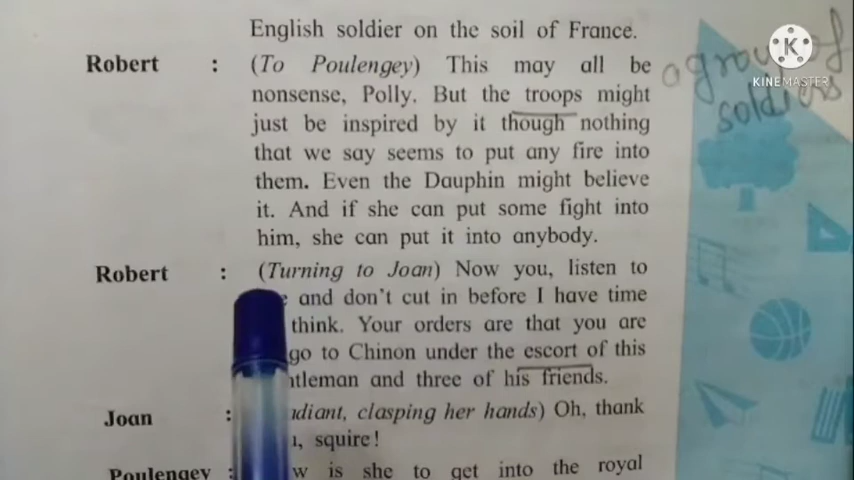 English soldier on the soil of France.
Robert : (To Poulengey) This may all be
nonsense, Polly. But the troops might
just be inspired by it though nothing
that we say seems to put any fire into
them. Even the Dauphin might believe
it. And if she can put some fight into
him, she can put it into anybody.
Robert : (Turning to Joan) Now you, listen to
and don't cut in before I have time
think. Your orders are that you are
go to Chinon under the escort of this
and three of his friends.
Joan : clasping her hands) Oh, thank
squire!
Poulengey : is she to get into the royal
a group of
soldiers
K
KINEMASTER